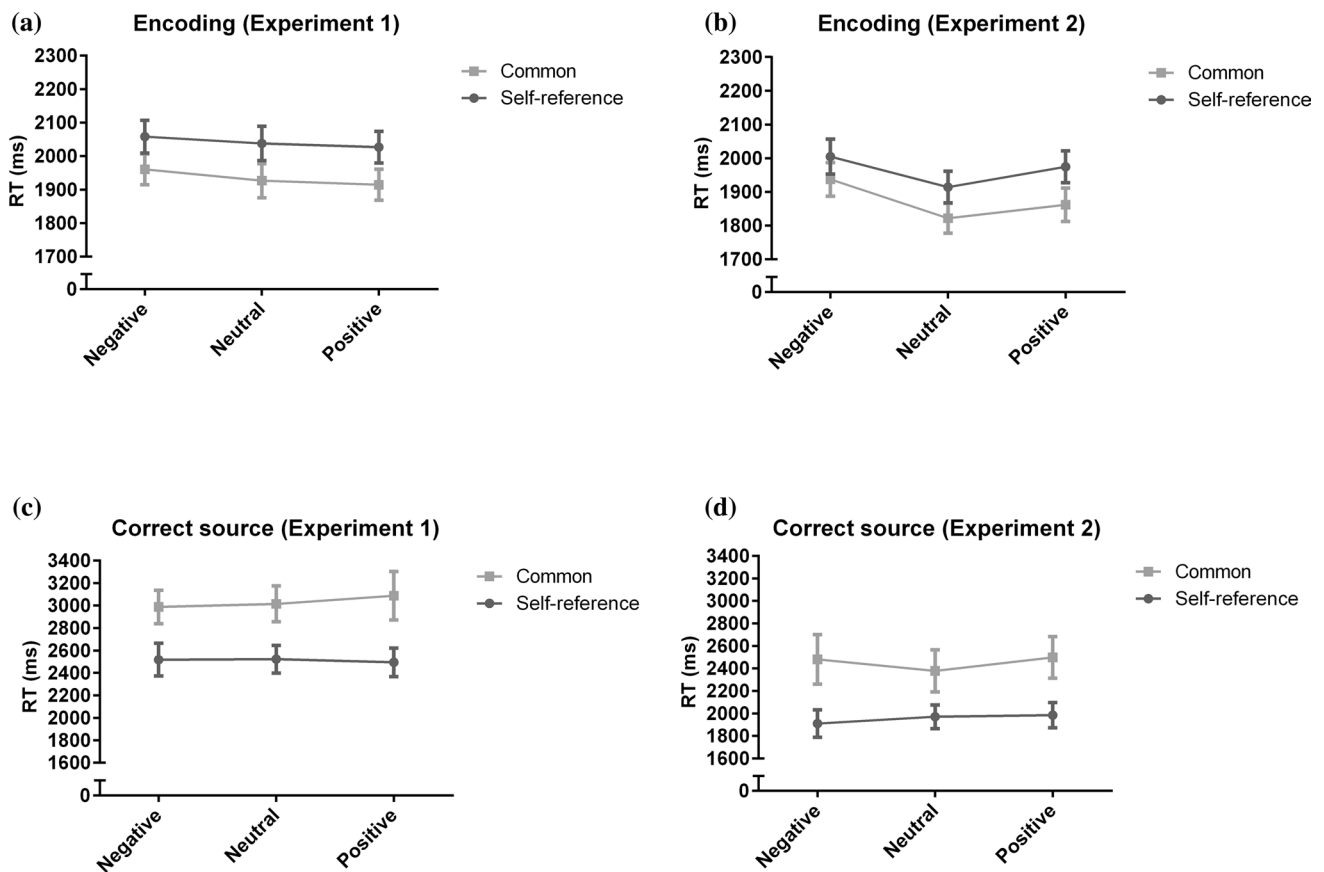 (a) Encoding (Experiment 1)
2300
2200
2100
2000
1900
1800
1700
0
RT (ms)
Negative
Neutral
Positive
Common
Self-reference
(b) Encoding (Experiment 2)
2300
2200
2100
2000
1900
1800
1700
0
RT (ms)
Negative
Neutral
Positive
Common
Self-reference
(c) Correct source (Experiment 1)
3400
3200
3000
2800
2600
2400
2200
2000
1800
1600
0
RT (ms)
Negative
Neutral
Positive
Common
Self-reference
(d) Correct source (Experiment 2)
3400
3200
3000
2800
2600
2400
2200
2000
1800
1600
0
RT (ms)
Negative
Neutral
Positive
Common
Self-reference